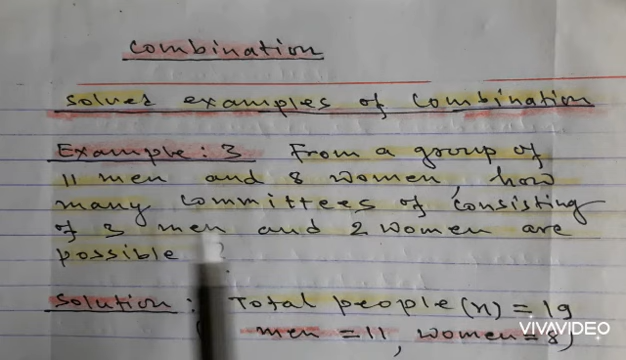 Combination
solved examples of Combination
Example: 3 From a group of
11 men and 8 women, how
many Committees of Consisting
of 3 men and 2 women are
possible ?
Solution: Total people (n) = 19
( men = 11, women = 8)
VIVAVIDEO